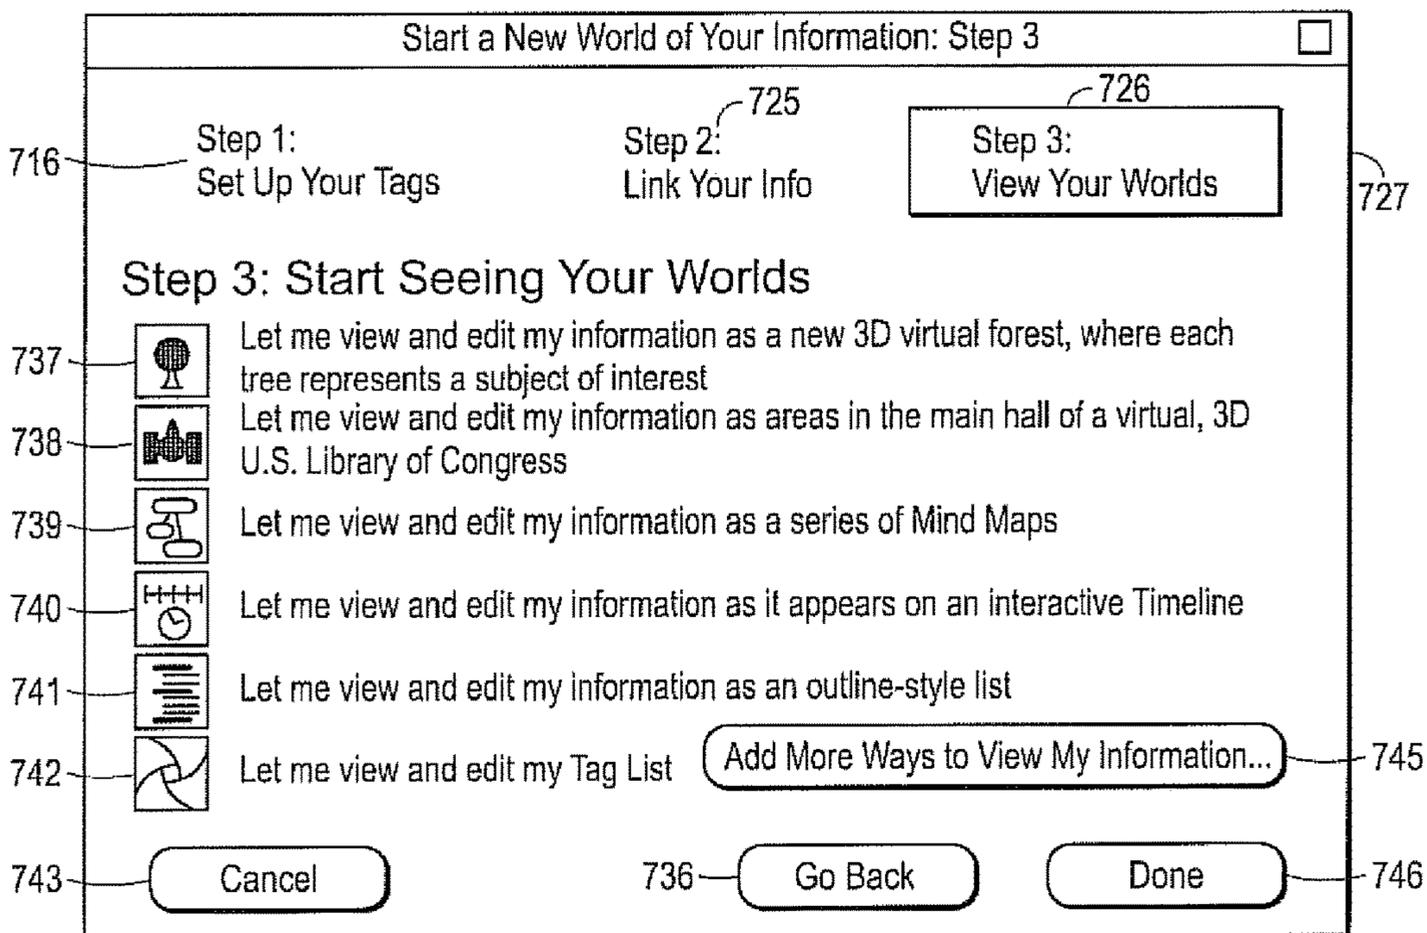 Start a New World of Your Information: Step 3
725
726
716
Step 1:
Set Up Your Tags
Step 2:
Link Your Info
Step 3:
View Your Worlds
727
Step 3: Start Seeing Your Worlds
737
Let me view and edit my information as a new 3D virtual forest, where each
tree represents a subject of interest
738
Let me view and edit my information as areas in the main hall of a virtual, 3D
U.S. Library of Congress
739
Let me view and edit my information as a series of Mind Maps
740
Let me view and edit my information as it appears on an interactive Timeline
741
Let me view and edit my information as an outline-style list
742
Let me view and edit my Tag List
Add More Ways to View My Information...
745
743
Cancel
736
Go Back
Done
746